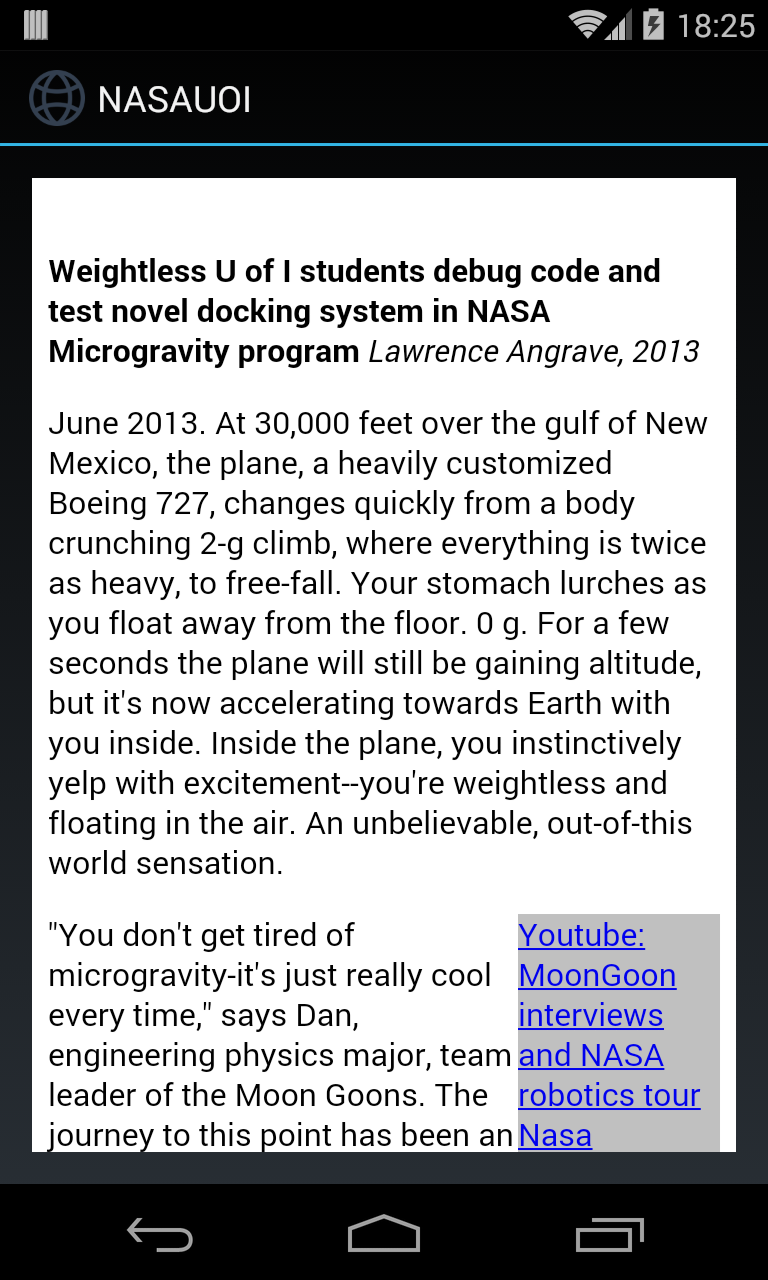 18:25
NASAUOI
Weightless U of I students debug code and
test novel docking system in NASA
Microgravity program Lawrence Angrave, 2013
June 2013. At 30,000 feet over the gulf of New
Mexico, the plane, a heavily customized
Boeing 727, changes quickly from a body
crunching 2-g climb, where everything is twice
as heavy, to free-fall. Your stomach lurches as
you float away from the floor. 0 g. For a few
seconds the plane will still be gaining altitude,
but it's now accelerating towards Earth with
you inside. Inside the plane, you instinctively
yelp with excitement--you're weightless and
floating in the air. An unbelievable, out-of-this
world sensation.
"You don't get tired of
microgravity-it's just really cool
every time," says Dan,
engineering physics major, team
leader of the Moon Goons. The
journey to this point has been an
Youtube:
MoonGoon
interviews
and NASA
robotics tour
Nasa